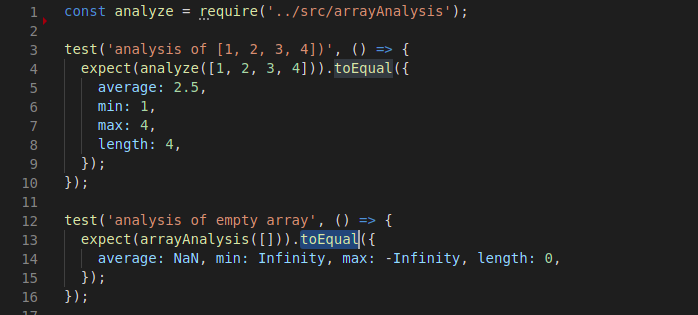 1 const analyze = require('../src/arrayAnalysis');
2
3 test('analysis of [1, 2, 3, 4])', () => {
4   expect(analyze([1, 2, 3, 4])).toEqual({
5     average: 2.5,
6     min: 1,
7     max: 4,
8     length: 4,
9   });
10 });
11
12 test('analysis of empty array', () => {
13   expect(arrayAnalysis([])).toEqual({
14     average: NaN, min: Infinity, max: -Infinity, length: 0,
15   });
16 });
17